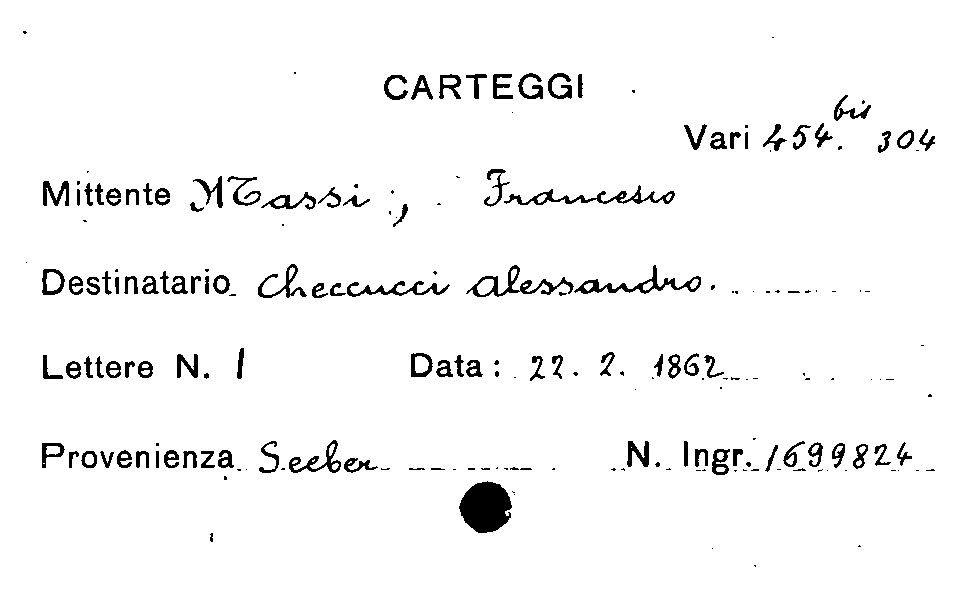 CARTEGGI
Vari 454.bis 304
Mittente Massi, Francesco
Destinatario Checcucci Alessandro.
Lettere N. 1 Data: 22. 2. 1862
Provenienza Seeber N. Ingr. 1699824